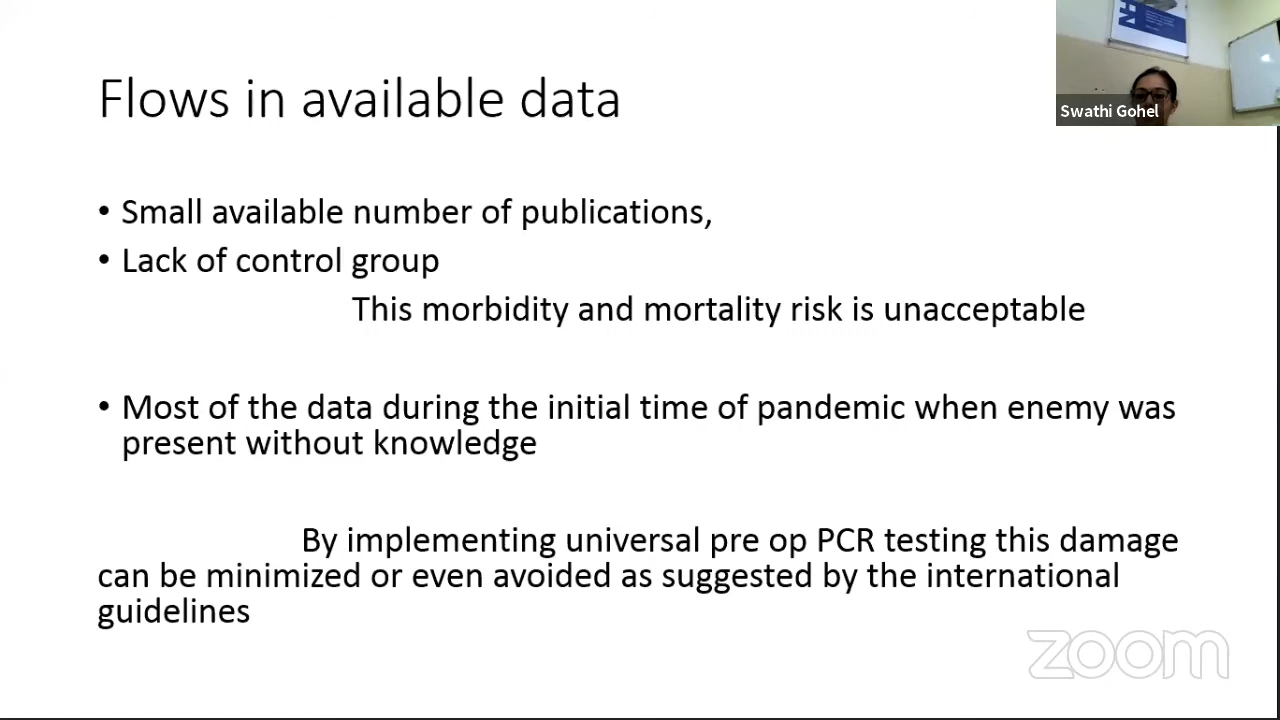 Flows in available data
Swathi Gohel
• Small available number of publications,
• Lack of control group
This morbidity and mortality risk is unacceptable
• Most of the data during the initial time of pandemic when enemy was
present without knowledge
By implementing universal pre op PCR testing this damage
can be minimized or even avoided as suggested by the international
guidelines
zoom